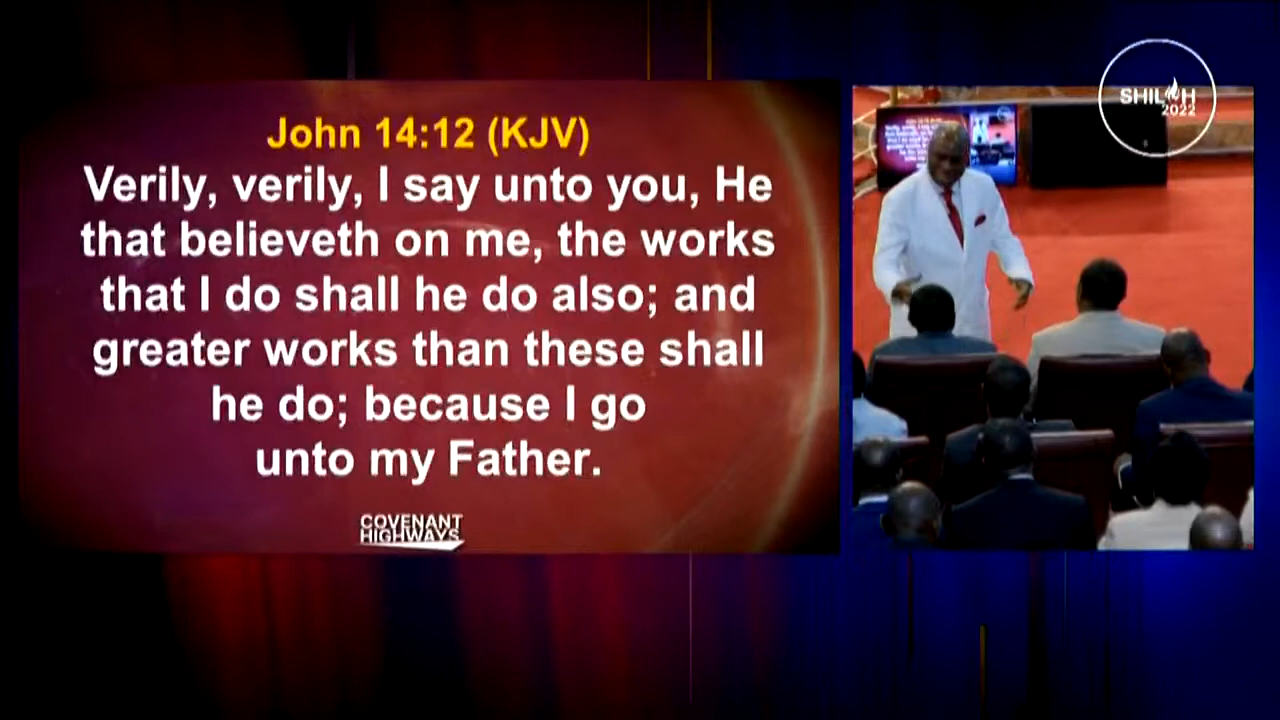 John 14:12 (KJV)
Verily, verily, I say unto you, He
that believeth on me, the works
that I do shall he do also; and
greater works than these shall
he do; because I go
unto my Father.
COVENANT
HIGHWAYS
SHILOH
2022